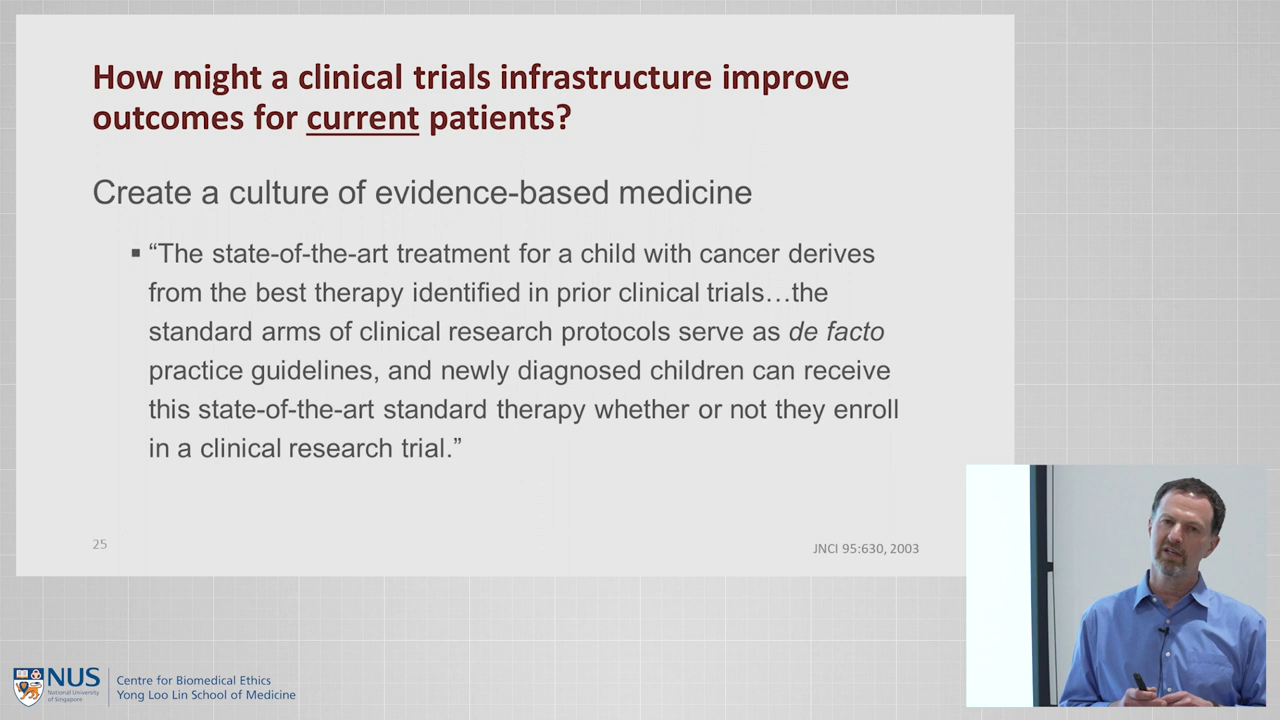 How might a clinical trials infrastructure improve
outcomes for current patients?
Create a culture of evidence-based medicine
▪ “The state-of-the-art treatment for a child with cancer derives
from the best therapy identified in prior clinical trials…the
standard arms of clinical research protocols serve as de facto
practice guidelines, and newly diagnosed children can receive
this state-of-the-art standard therapy whether or not they enroll
in a clinical research trial.”
25
JNCI 95:630, 2003
NUS
National University
of Singapore
Centre for Biomedical Ethics
Yong Loo Lin School of Medicine